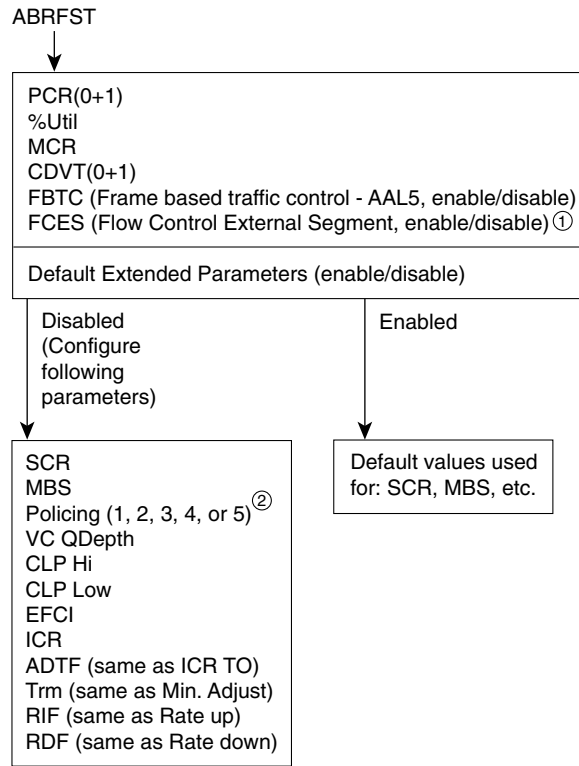 ABRFST
PCR(0+1)
%Util
MCR
CDVT(0+1)
FBTC (Frame based traffic control - AAL5, enable/disable)
FCES (Flow Control External Segment, enable/disable) ①
Default Extended Parameters (enable/disable)
Disabled
(Configure
following
parameters)
Enabled
SCR
MBS
Policing (1, 2, 3, 4, or 5) ②
VC QDepth
CLP Hi
CLP Low
EFCI
ICR
ADTF (same as ICR TO)
Trm (same as Min. Adjust)
RIF (same as Rate up)
RDF (same as Rate down)
Default values used
for: SCR, MBS, etc.